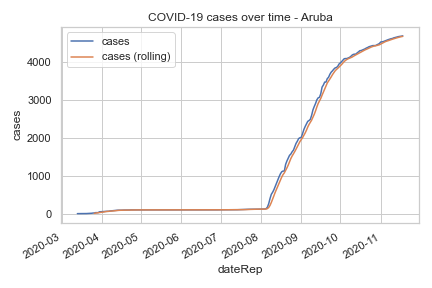 COVID-19 cases over time - Aruba
cases
cases (rolling)
4000
3000
2000
1000
0
cases
2020-03
2020-04
2020-05
2020-06
2020-07
2020-08
2020-09
2020-10
2020-11
dateRep